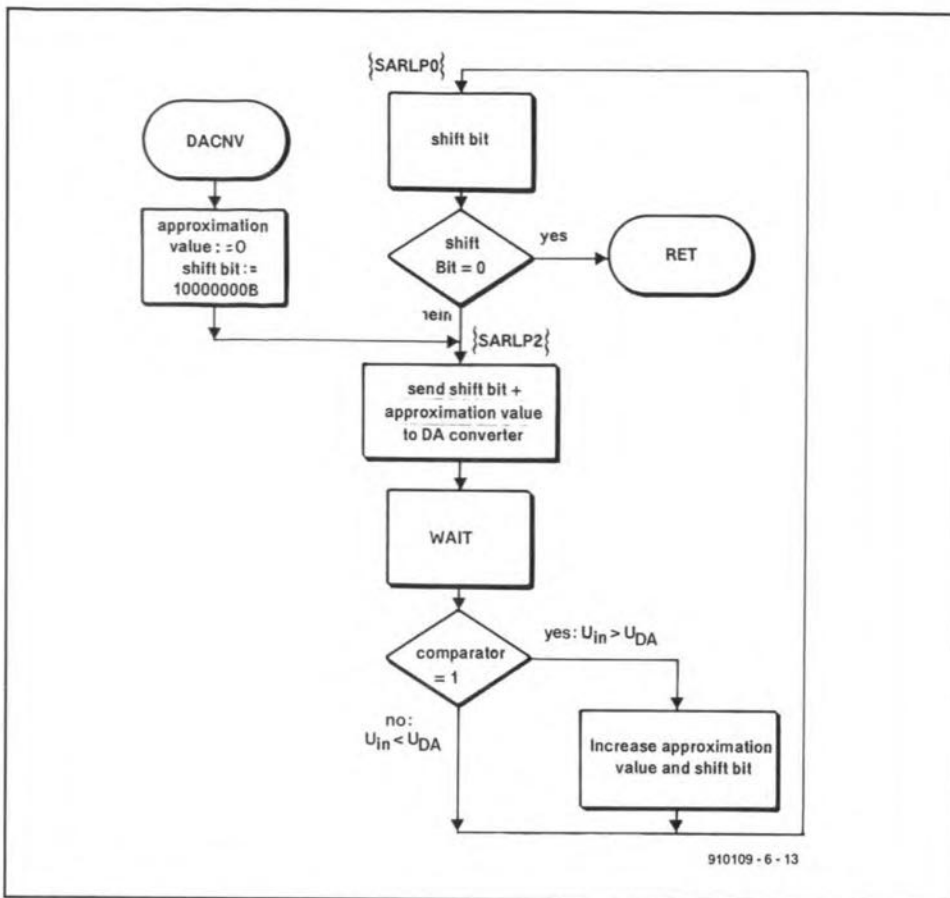 {SARLP0}
shift bit
DACNV
approximation
value : =0
shift bit :=
10000000B
shift
Bit = 0
yes
RET
nein
{SARLP2}
send shift bit +
approximation value
to DA converter
WAIT
comparator
= 1
yes: Uin > UDA
no:
Uin < UDA
Increase approximation
value and shift bit
910109 - 6 - 13